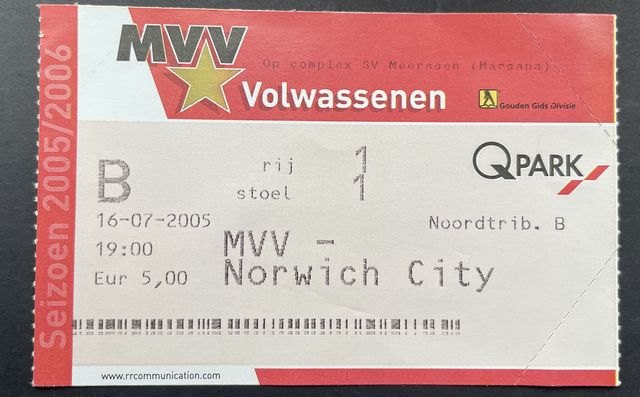 Seizoen 2005/2006
MVV
Op complex SV Meerssen (Marsana)
Volwassenen
Gouden Gids Divisie
B
rij 1
stoel 1
Q PARK
16-07-2005
19:00
Eur 5,00
MVV -
Norwich City
Noordtrib. B
www.rrcommunication.com